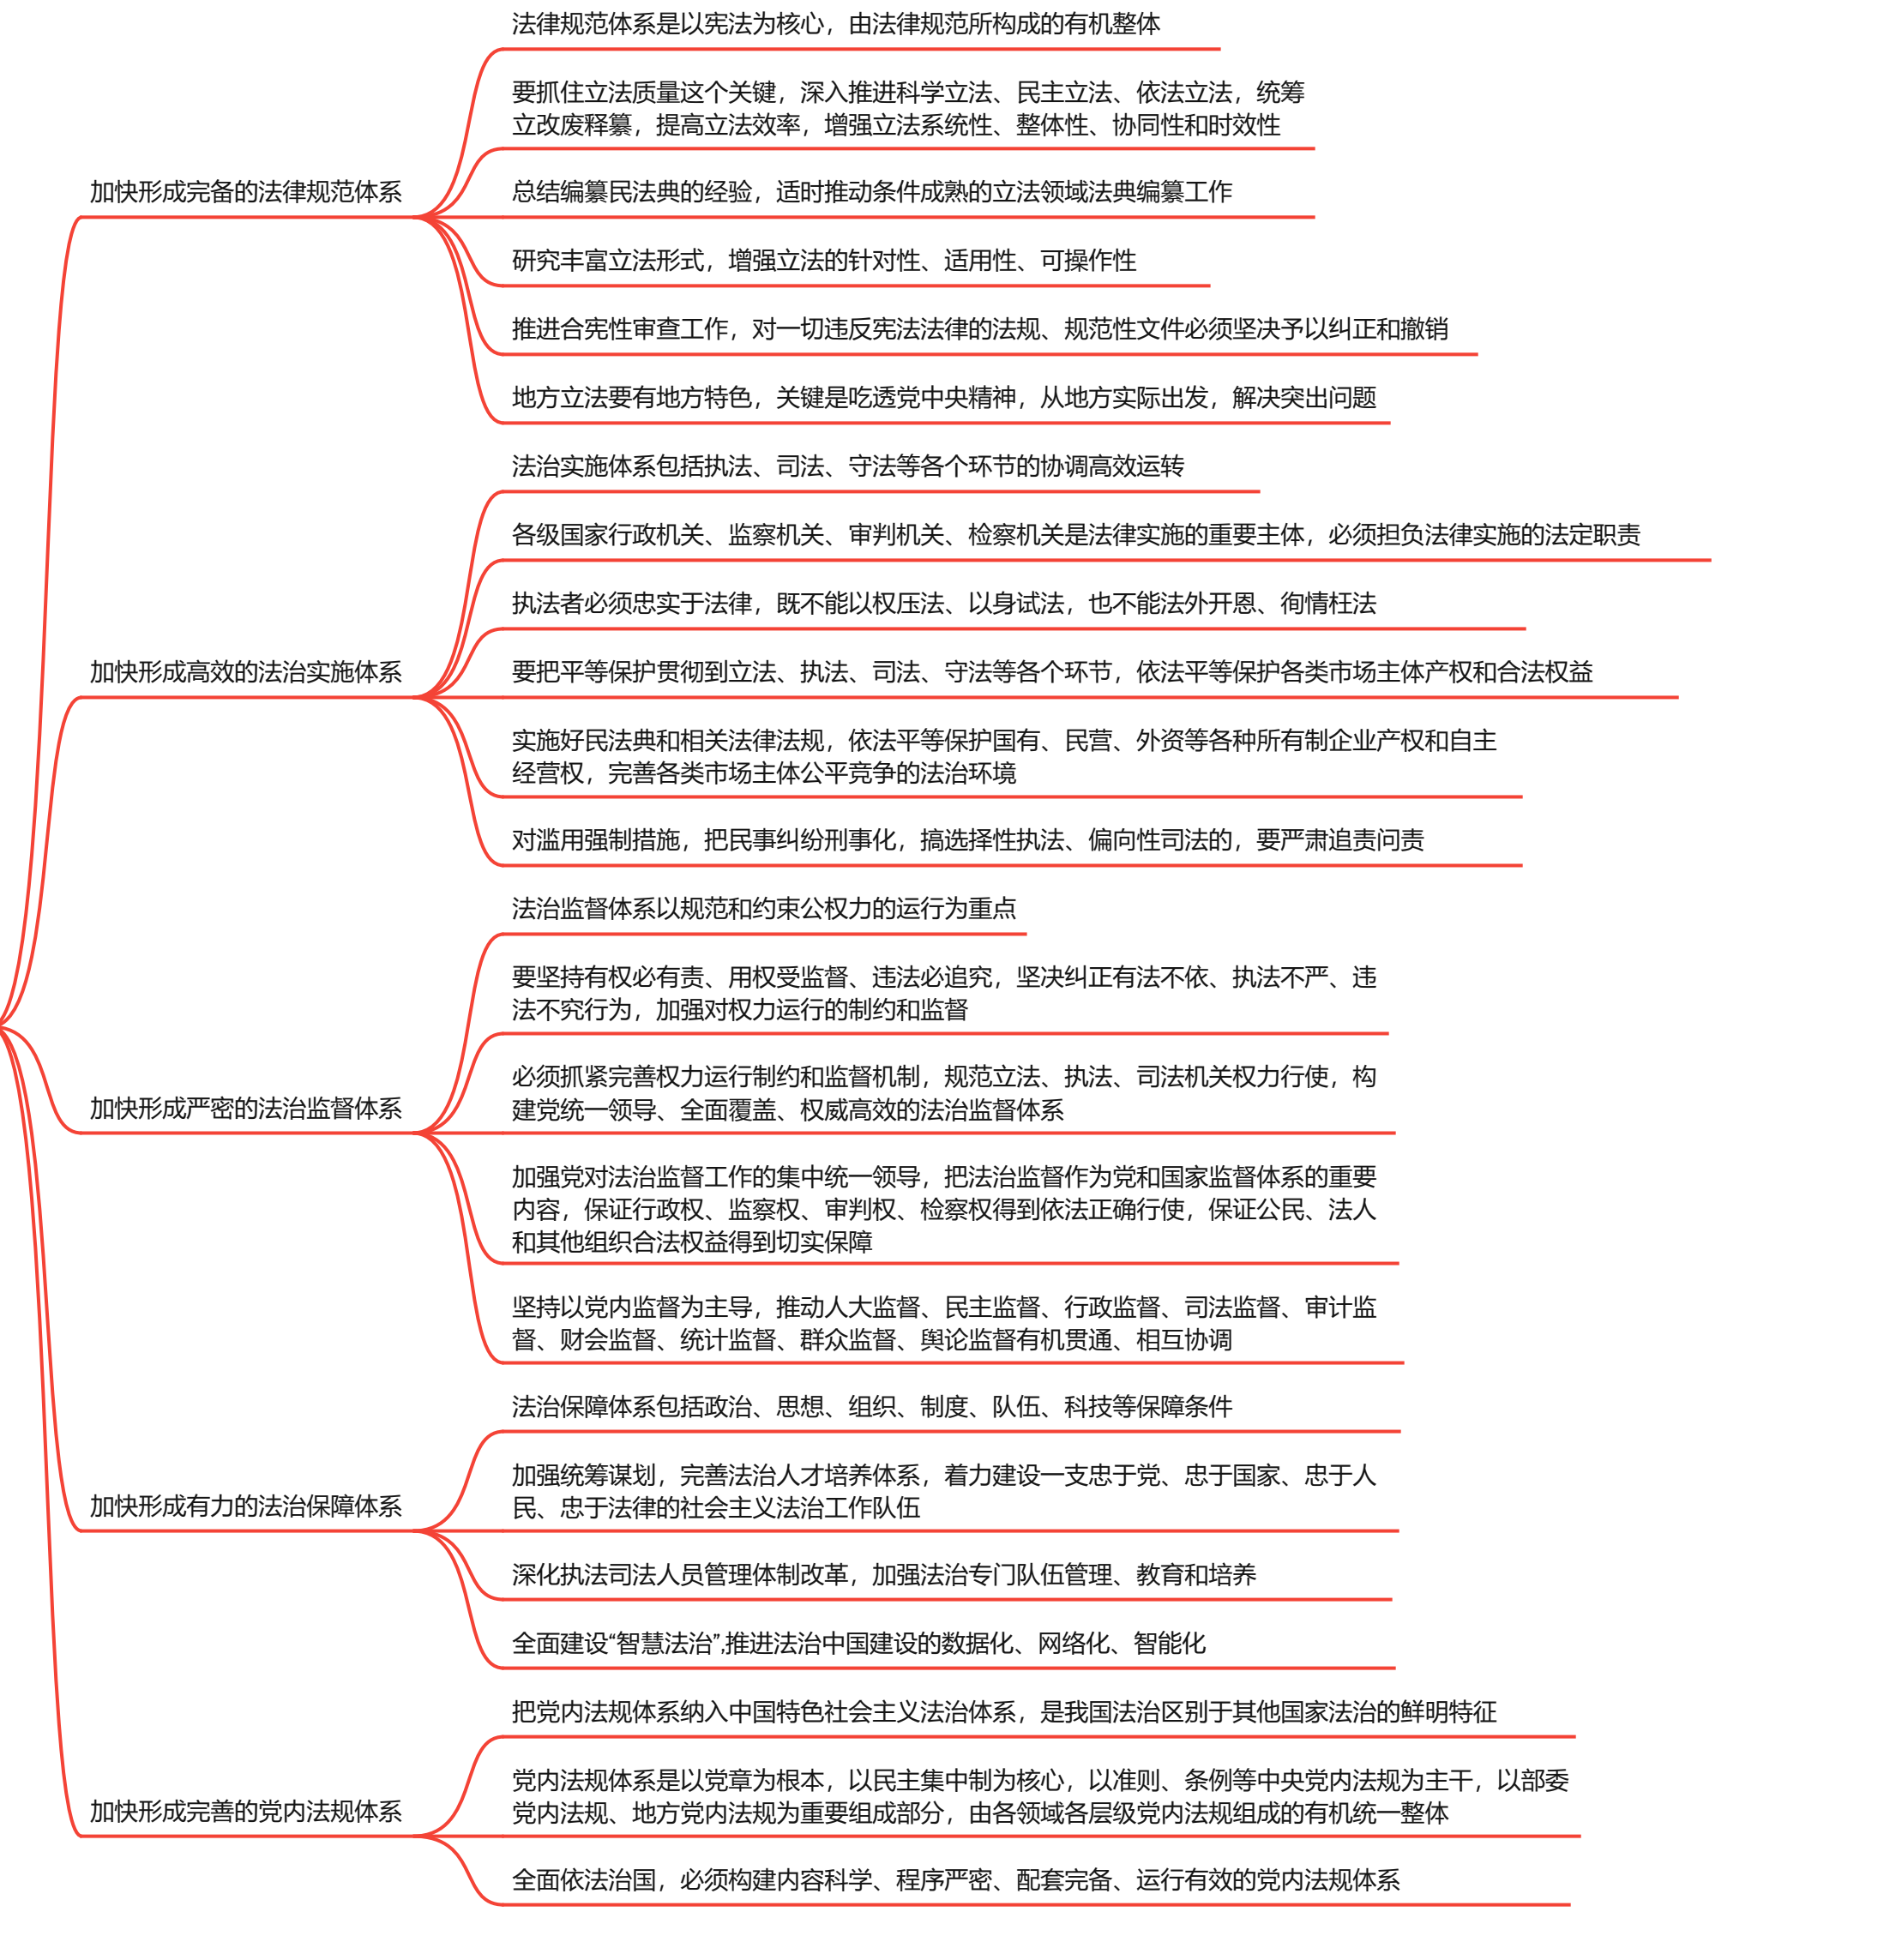 加快形成完备的法律规范体系
法律规范体系是以宪法为核心，由法律规范所构成的有机整体
要抓住立法质量这个关键，深入推进科学立法、民主立法、依法立法，统筹
立改废释纂，提高立法效率，增强立法系统性、整体性、协同性和时效性
总结编纂民法典的经验，适时推动条件成熟的立法领域法典编纂工作
研究丰富立法形式，增强立法的针对性、适用性、可操作性
推进合宪性审查工作，对一切违反宪法法律的法规、规范性文件必须坚决予以纠正和撤销
地方立法要有地方特色，关键是吃透党中央精神，从地方实际出发，解决突出问题
加快形成高效的法治实施体系
法治实施体系包括执法、司法、守法等各个环节的协调高效运转
各级国家行政机关、监察机关、审判机关、检察机关是法律实施的重要主体，必须担负法律实施的法定职责
执法者必须忠实于法律，既不能以权压法、以身试法，也不能法外开恩、徇情枉法
要把平等保护贯彻到立法、执法、司法、守法等各个环节，依法平等保护各类市场主体产权和合法权益
实施好民法典和相关法律法规，依法平等保护国有、民营、外资等各种所有制企业产权和自主
经营权，完善各类市场主体公平竞争的法治环境
对滥用强制措施，把民事纠纷刑事化，搞选择性执法、偏向性司法的，要严肃追责问责
加快形成严密的法治监督体系
法治监督体系以规范和约束公权力的运行为重点
要坚持有权必有责、用权受监督、违法必追究，坚决纠正有法不依、执法不严、违
法不究行为，加强对权力运行的制约和监督
必须抓紧完善权力运行制约和监督机制，规范立法、执法、司法机关权力行使，构
建党统一领导、全面覆盖、权威高效的法治监督体系
加强党对法治监督工作的集中统一领导，把法治监督作为党和国家监督体系的重要
内容，保证行政权、监察权、审判权、检察权得到依法正确行使，保证公民、法人
和其他组织合法权益得到切实保障
坚持以党内监督为主导，推动人大监督、民主监督、行政监督、司法监督、审计监
督、财会监督、统计监督、群众监督、舆论监督有机贯通、相互协调
加快形成有力的法治保障体系
法治保障体系包括政治、思想、组织、制度、队伍、科技等保障条件
加强统筹谋划，完善法治人才培养体系，着力建设一支忠于党、忠于国家、忠于人
民、忠于法律的社会主义法治工作队伍
深化执法司法人员管理体制改革，加强法治专门队伍管理、教育和培养
全面建设“智慧法治”,推进法治中国建设的数据化、网络化、智能化
加快形成完善的党内法规体系
把党内法规体系纳入中国特色社会主义法治体系，是我国法治区别于其他国家法治的鲜明特征
党内法规体系是以党章为根本，以民主集中制为核心，以准则、条例等中央党内法规为主干，以部委
党内法规、地方党内法规为重要组成部分，由各领域各层级党内法规组成的有机统一整体
全面依法治国，必须构建内容科学、程序严密、配套完备、运行有效的党内法规体系